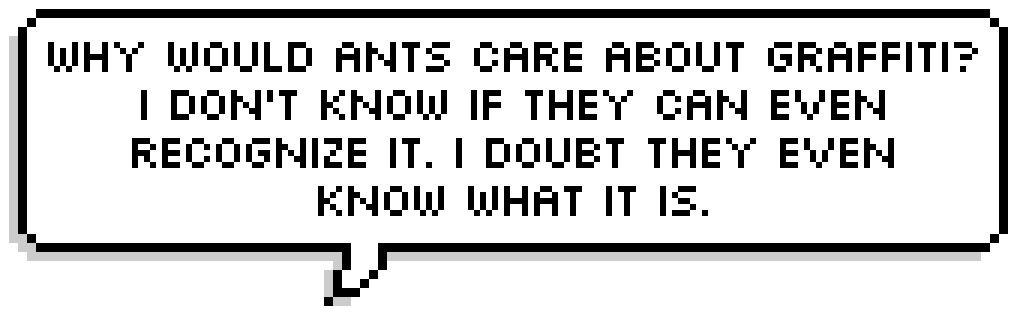 WHY WOULD ANTS CARE ABOUT GRAFFITI?
I DON'T KNOW IF THEY CAN EVEN
RECOGNIZE IT. I DOUBT THEY EVEN
KNOW WHAT IT IS.